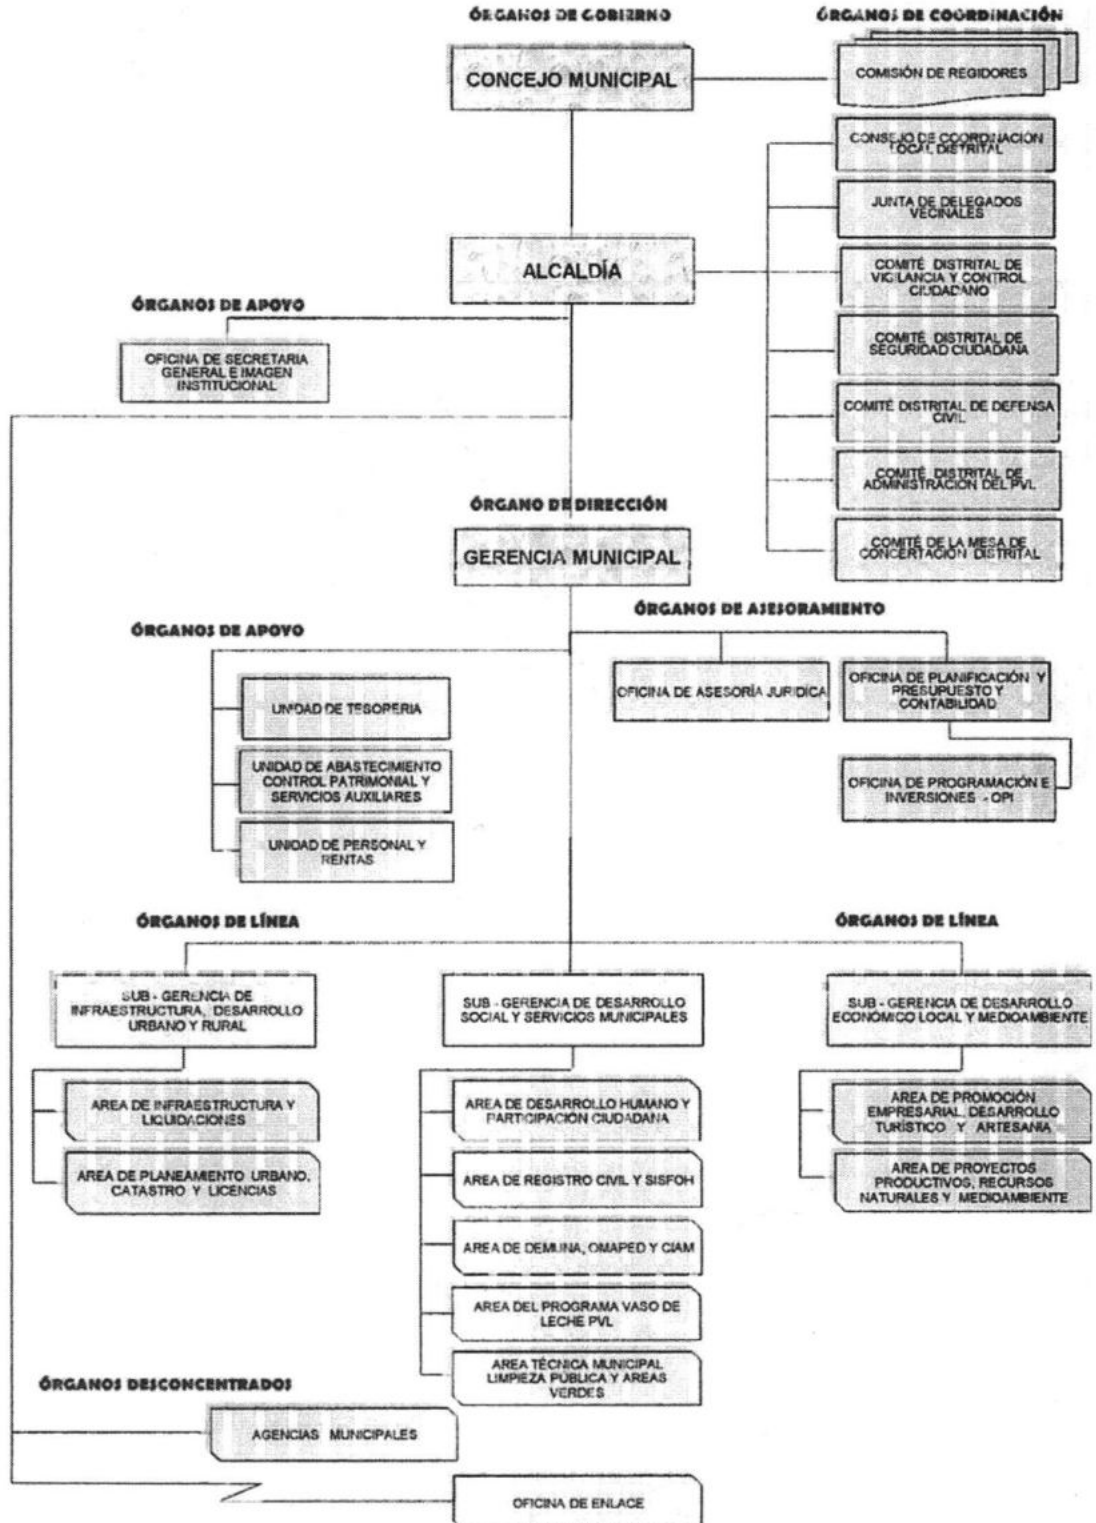 ÓRGANOS DE GOBIERNO
ÓRGANOS DE COORDINACIÓN
CONCEJO MUNICIPAL
COMISIÓN DE REGIDORES
CONSEJO DE COORDINACIÓN
LOCAL DISTRITAL
JUNTA DE DELEGADOS
VECINALES
ALCALDÍA
COMITÉ DISTRITAL DE
VIGILANCIA Y CONTROL
CIUDADANO
ÓRGANOS DE APOYO
OFICINA DE SECRETARIA
GENERAL E IMAGEN
INSTITUCIONAL
COMITÉ DISTRITAL DE
SEGURIDAD CIUDADANA
COMITÉ DISTRITAL DE DEFENSA
CIVIL
COMITÉ DISTRITAL DE
ADMINISTRACION DEL PVL
ÓRGANO DE DIRECCIÓN
GERENCIA MUNICIPAL
COMITÉ DE LA MESA DE
CONCERTACIÓN DISTRITAL
ÓRGANOS DE ASESORAMIENTO
ÓRGANOS DE APOYO
OFICINA DE ASESORÍA JURIDÍCA
OFICINA DE PLANIFICACIÓN Y
PRESUPUESTO Y
CONTABILIDAD
UNIDAD DE TESOPERIA
UNIDAD DE ABASTECIMIENTO
CONTROL PATRIMONIAL Y
SERVICIOS AUXILIARES
OFICINA DE PROGRAMACIÓN E
INVERSIONES - OPI
UNIDAD DE PERSONAL Y
RENTAS
ÓRGANOS DE LÍNEA
ÓRGANOS DE LÍNEA
SUB - GERENCIA DE
INFRAESTRUCTURA, DESARROLLO
URBANO Y RURAL
SUB - GERENCIA DE DESARROLLO
SOCIAL Y SERVICIOS MUNICIPALES
SUB - GERENCIA DE DESARROLLO
ECONÓMICO LOCAL Y MEDIOAMBIENTE
AREA DE INFRAESTRUCTURA Y
LIQUIDACIONES
AREA DE DESARROLLO HUMANO Y
PARTICIPACIÓN CIUDADANA
AREA DE PROMOCIÓN
EMPRESARIAL, DESARROLLO
TURÍSTICO Y ARTESANIA
AREA DE PLANEAMIENTO URBANO,
CATASTRO Y LICENCIAS
AREA DE REGISTRO CIVIL Y SISFOH
AREA DE PROYECTOS
PRODUCTIVOS, RECURSOS
NATURALES Y MEDIOAMBIENTE
AREA DE DEMUNA, OMAPED Y CIAM
AREA DEL PROGRAMA VASO DE
LECHE PVL
AREA TÉCNICA MUNICIPAL
LIMPIEZA PÚBLICA Y AREAS
VERDES
ÓRGANOS DESCONCENTRADOS
AGENCIAS MUNICIPALES
OFICINA DE ENLACE